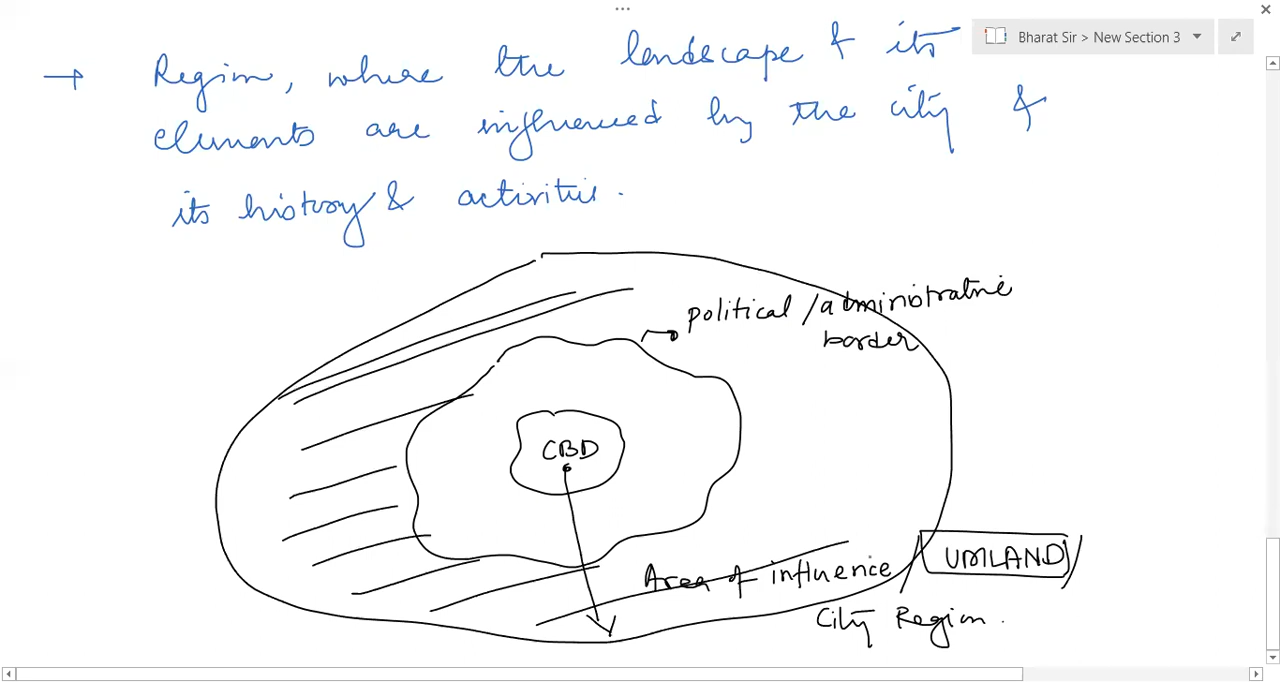 Bharat Sir > New Section 3
→ Region, where the landscape & its
elements are influenced by the city &
its history & activities.
political / administrative
border
CBD
Area of influence / UMLAND /
City Region.